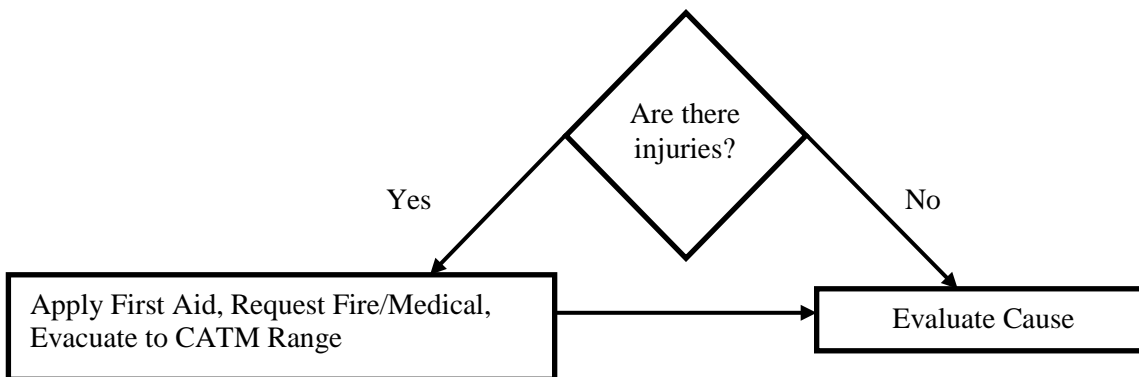 Are there
injuries?
Yes
No
Apply First Aid, Request Fire/Medical,
Evacuate to CATM Range
Evaluate Cause